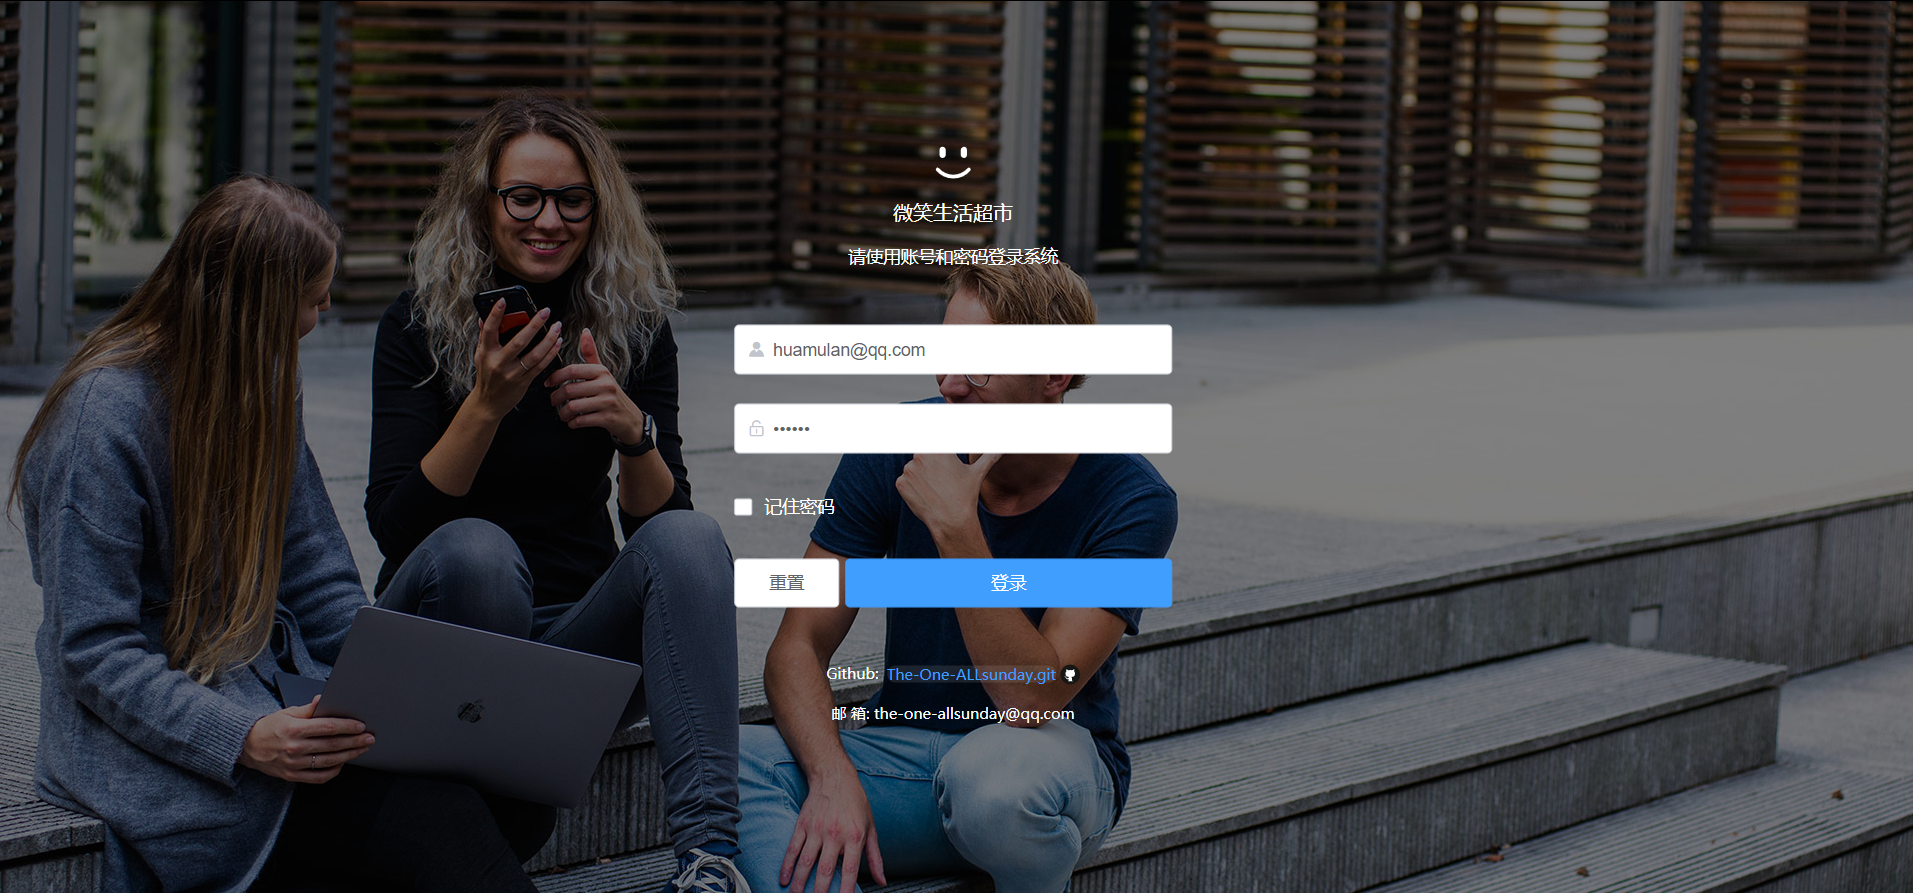 微笑生活超市
请使用账号和密码登录系统
huamulan@qq.com
••••••
记住密码
重置 登录
Github: The-One-ALLsunday.git
邮 箱: the-one-allsunday@qq.com